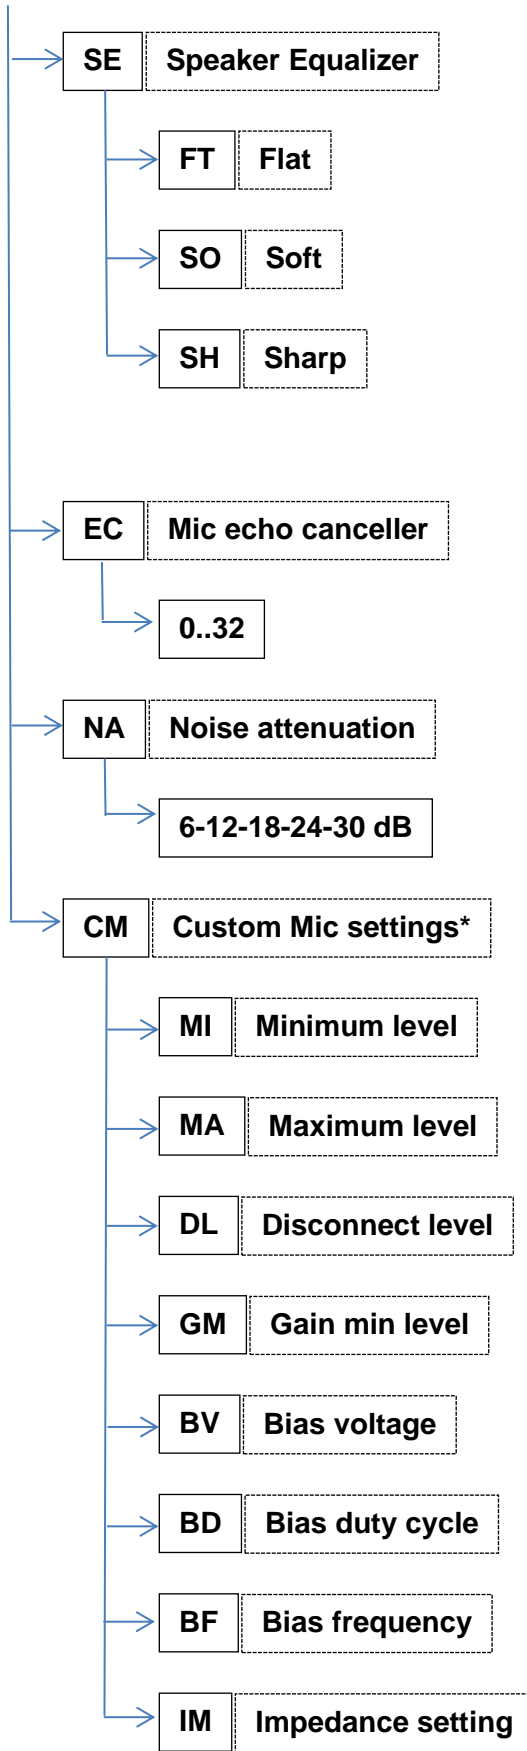 SE Speaker Equalizer
FT Flat
SO Soft
SH Sharp
EC Mic echo canceller
0..32
NA Noise attenuation
6-12-18-24-30 dB
CM Custom Mic settings*
MI Minimum level
MA Maximum level
DL Disconnect level
GM Gain min level
BV Bias voltage
BD Bias duty cycle
BF Bias frequency
IM Impedance setting